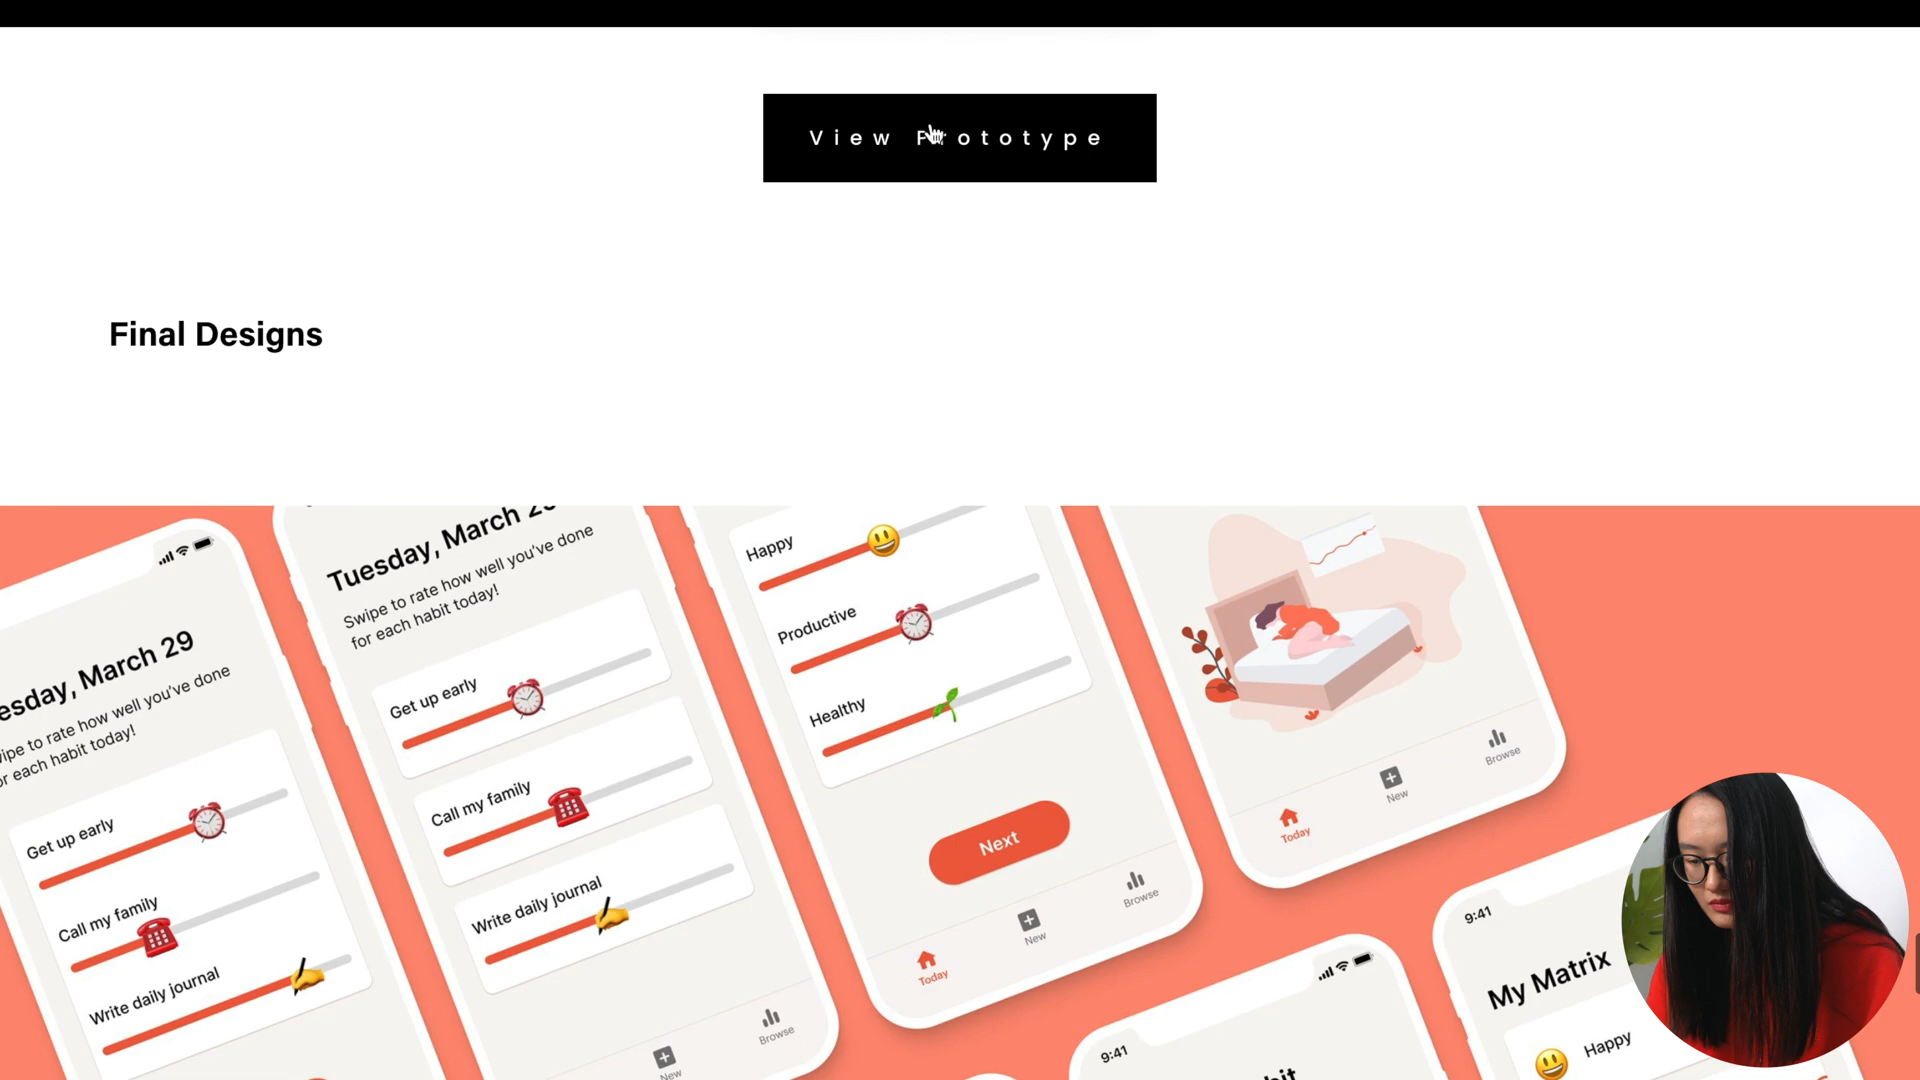 View Prototype
Final Designs
esday, March 29
ipe to rate how well you've done
or each habit today!
Get up early
Call my family
Write daily journal
Tuesday, March 29
Swipe to rate how well you've done
for each habit today!
Get up early
Call my family
Write daily journal
New
Browse
Happy
Productive
Healthy
Next
Today
New
Browse
Today
New
Browse
9:41
9:41
My Matrix
Happy